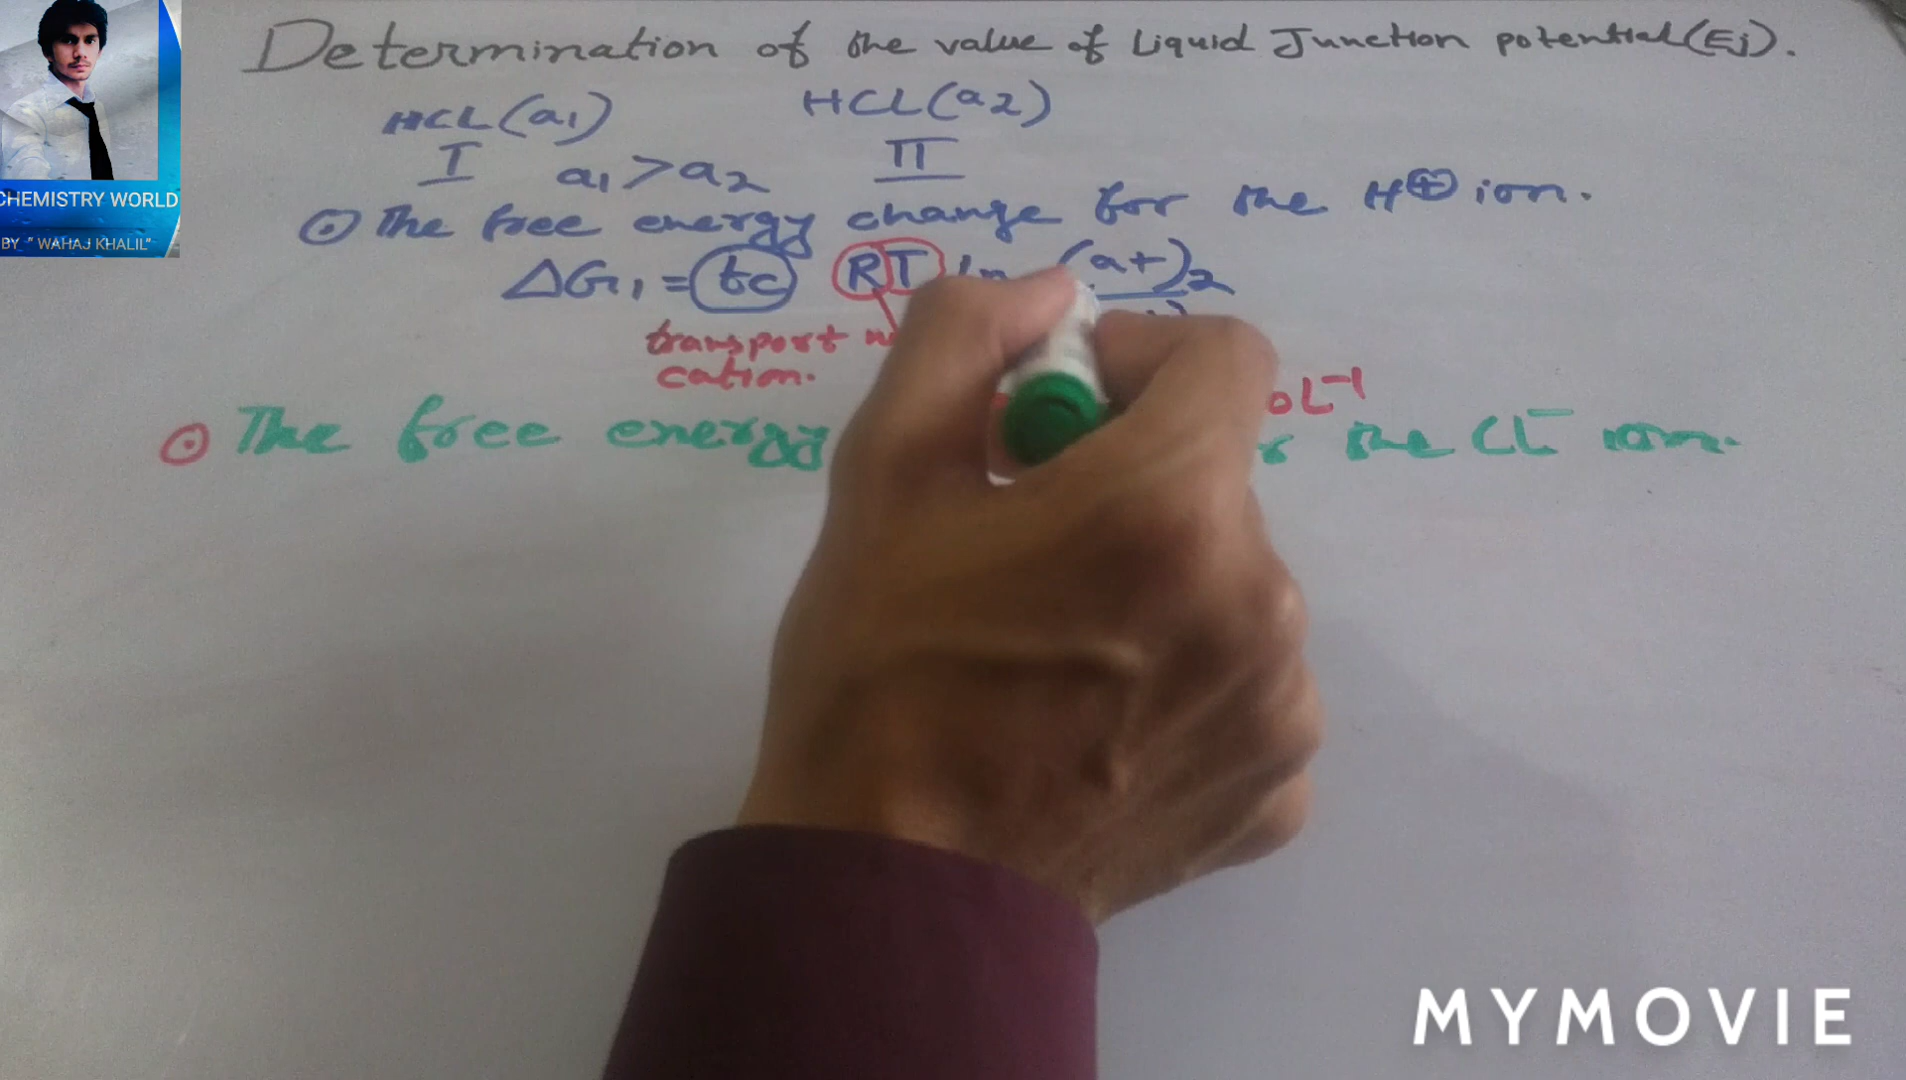 Determination of the value of Liquid Junction potential (Ej).
HCL(a1) HCL(a2)
I a1>a2 II
⊙ The free energy change for the H⊕ ion.
ΔG1 = tc RT ln (a+)2
transport
cation.
OL-1
⊙ The free energy the CL- ion.
CHEMISTRY WORLD
BY "WAHAJ KHALIL"
MYMOVIE